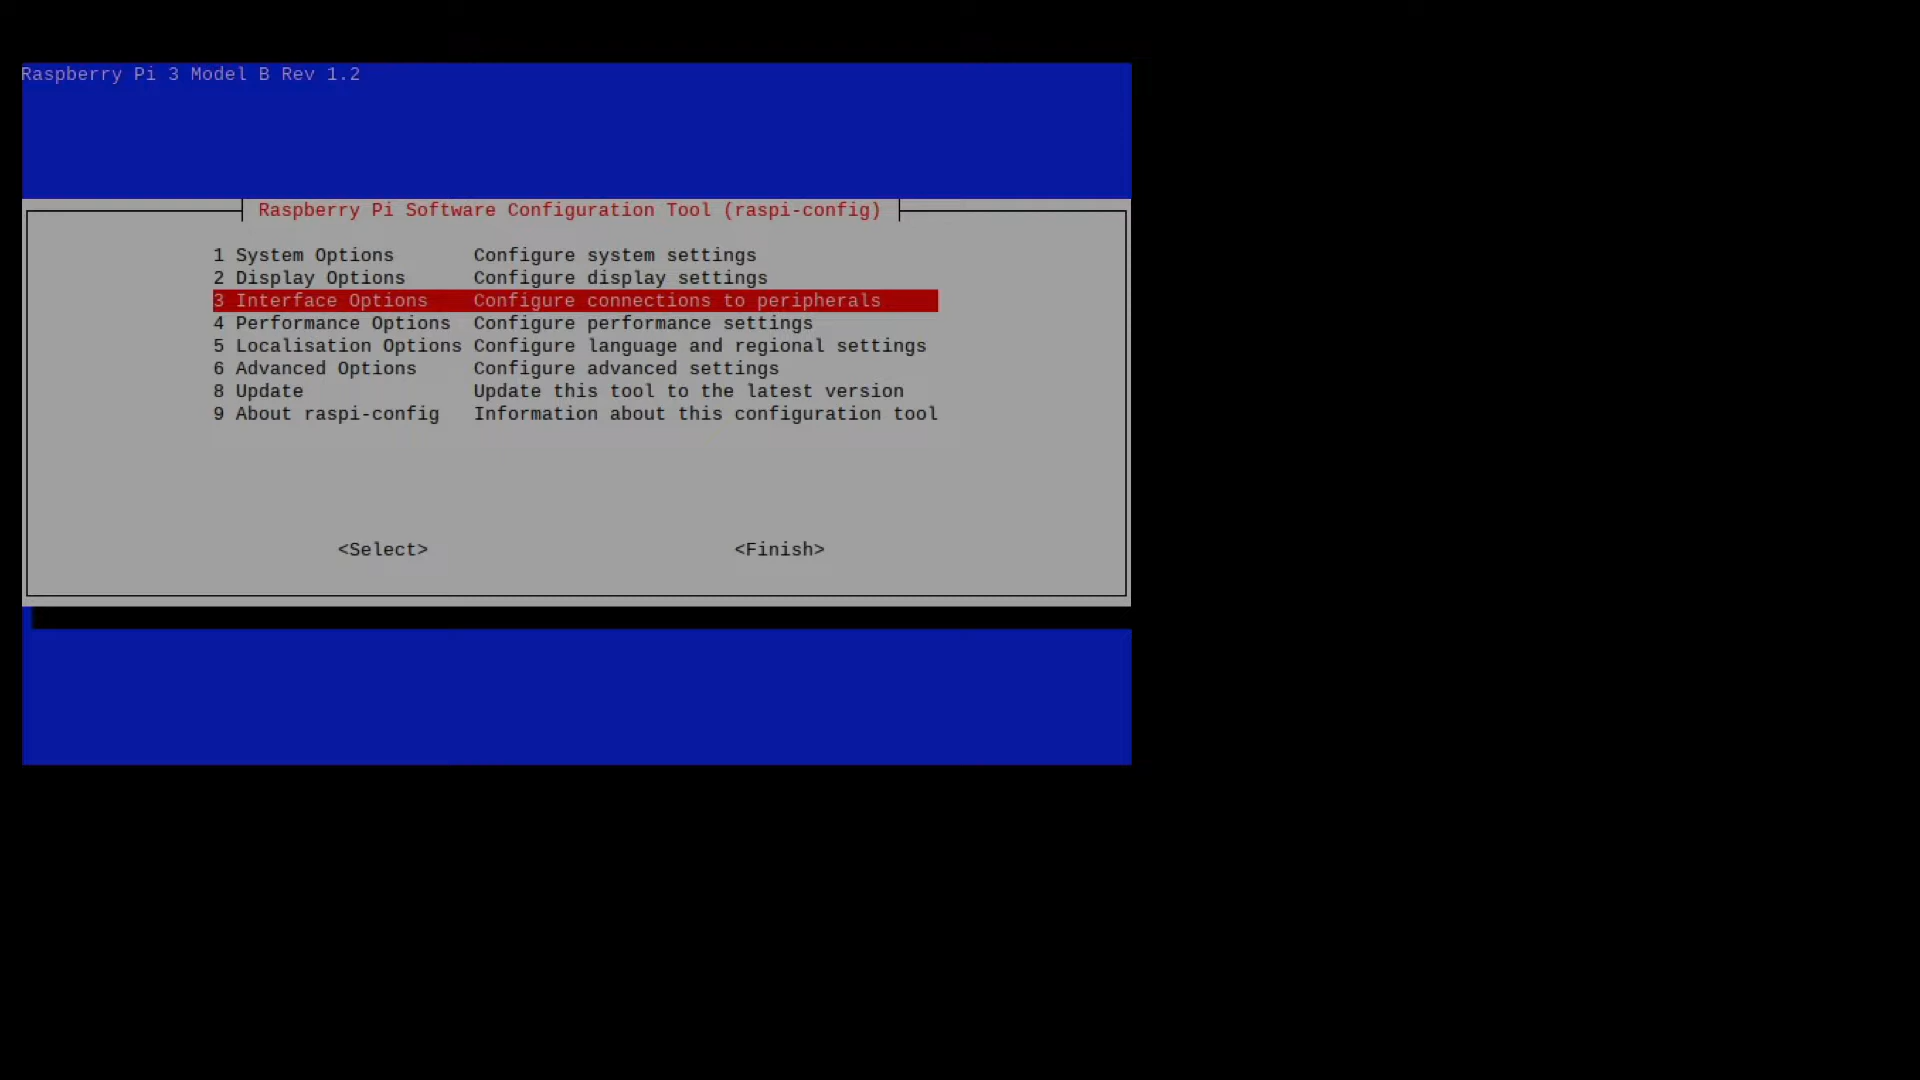 Raspberry Pi 3 Model B Rev 1.2
Raspberry Pi Software Configuration Tool (raspi-config)
1 System Options Configure system settings
2 Display Options Configure display settings
3 Interface Options Configure connections to peripherals
4 Performance Options Configure performance settings
5 Localisation Options Configure language and regional settings
6 Advanced Options Configure advanced settings
8 Update Update this tool to the latest version
9 About raspi-config Information about this configuration tool
<Select> <Finish>